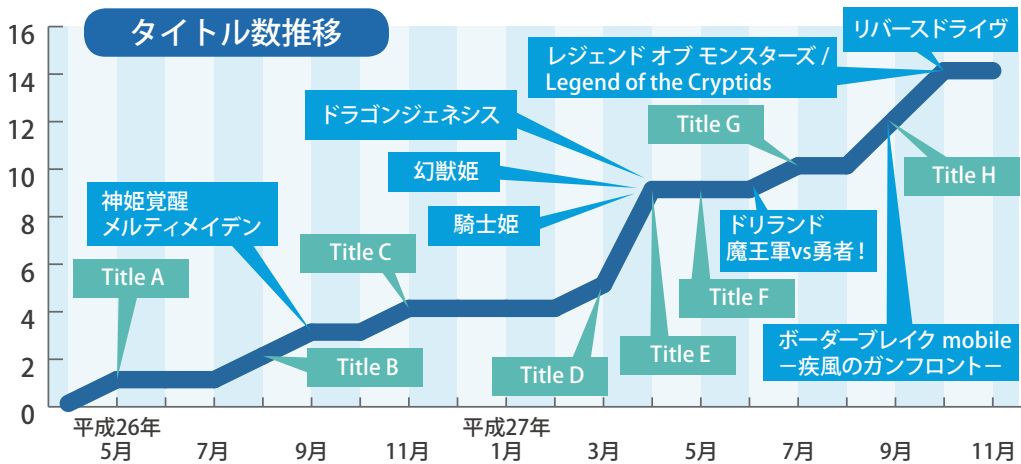 タイトル数推移
16
14
12
10
8
6
4
2
0
リバースドライヴ
レジェンド オブ モンスターズ /
Legend of the Cryptids
ドラゴンジェネシス
幻獣姫
騎士姫
神姫覚醒
メルティメイデン
Title A
Title B
Title C
Title D
Title E
Title F
Title G
Title H
ドリランド
魔王軍vs勇者！
ボーダーブレイク mobile
−疾風のガンフロント−
平成26年
5月
7月
9月
11月
平成27年
1月
3月
5月
7月
9月
11月